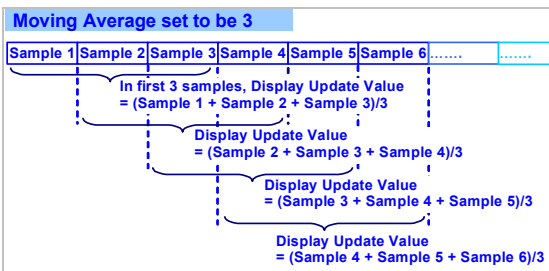 Moving Average set to be 3
Sample 1 Sample 2 Sample 3 Sample 4 Sample 5 Sample 6 ....... .......
In first 3 samples, Display Update Value
= (Sample 1 + Sample 2 + Sample 3)/3
Display Update Value
= (Sample 2 + Sample 3 + Sample 4)/3
Display Update Value
= (Sample 3 + Sample 4 + Sample 5)/3
Display Update Value
= (Sample 4 + Sample 5 + Sample 6)/3